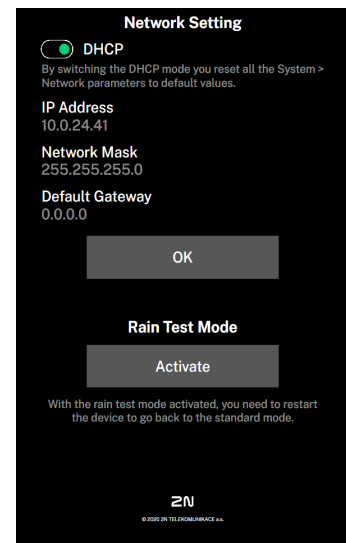 Network Setting
DHCP
By switching the DHCP mode you reset all the System >
Network parameters to default values.
IP Address
10.0.24.41
Network Mask
255.255.255.0
Default Gateway
0.0.0.0
OK
Rain Test Mode
Activate
With the rain test mode activated, you need to restart
the device to go back to the standard mode.
2N
© 2020 2N TELEKOMUNIKACE a.s.